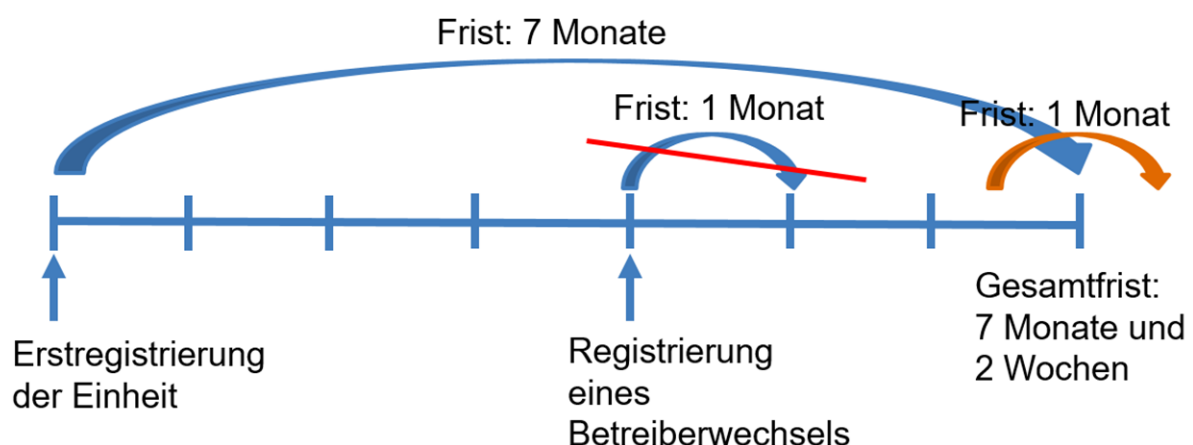 Frist: 7 Monate
Frist: 1 Monat
Frist: 1 Monat
Erstregistrierung
der Einheit
Registrierung
eines
Betreiberwechsels
Gesamtfrist:
7 Monate und
2 Wochen